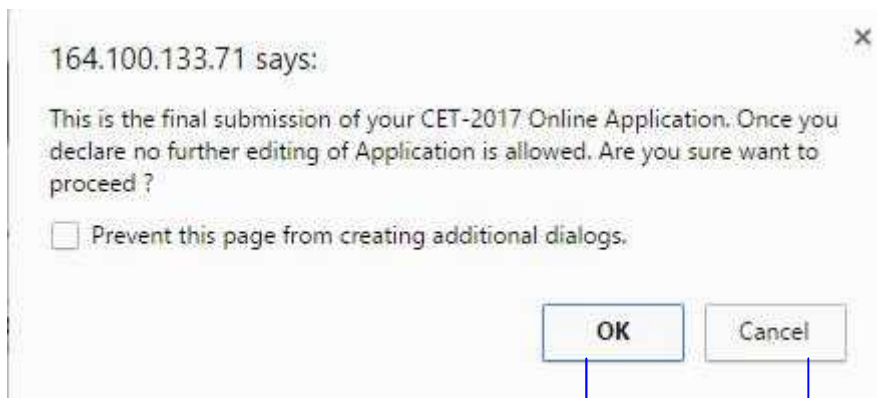 164.100.133.71 says:
This is the final submission of your CET-2017 Online Application. Once you
declare no further editing of Application is allowed. Are you sure want to
proceed ?
Prevent this page from creating additional dialogs.
OK Cancel